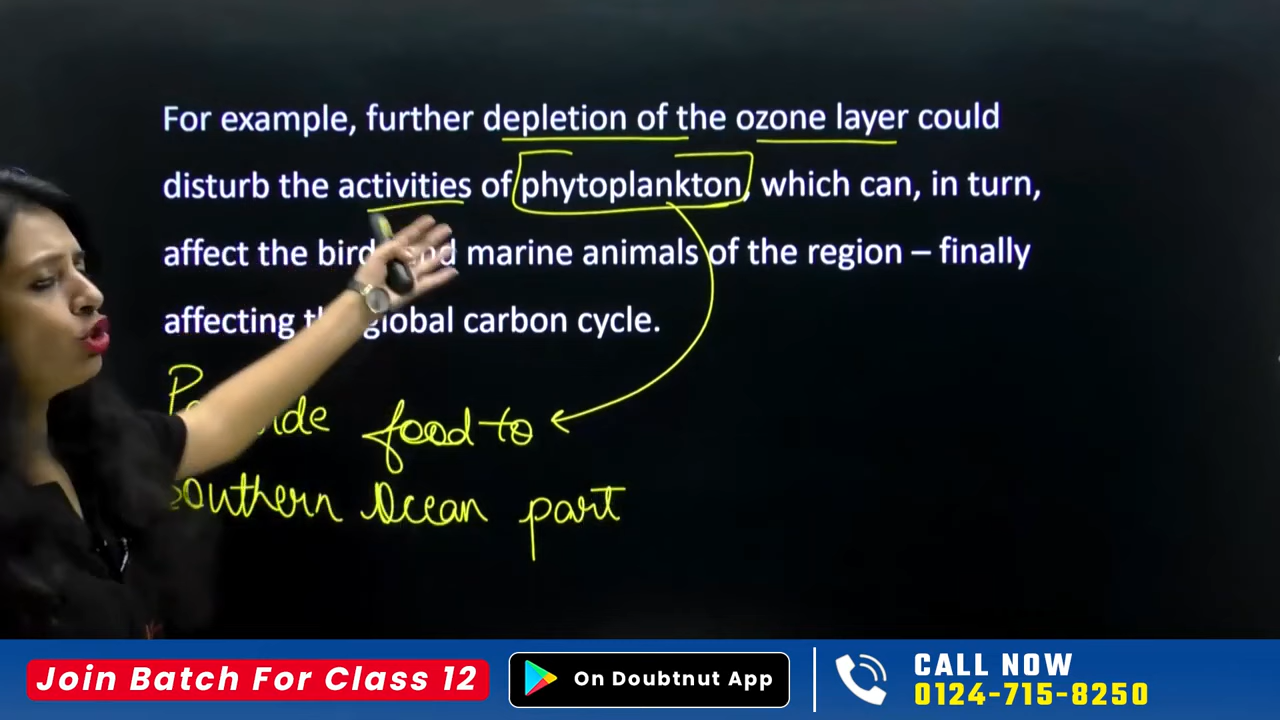 For example, further depletion of the ozone layer could
disturb the activities of phytoplankton, which can, in turn,
affect the marine animals of the region – finally
affecting global carbon cycle.
food to
Southern Ocean part
Join Batch For Class 12
On Doubtnut App
CALL NOW
0124-715-8250